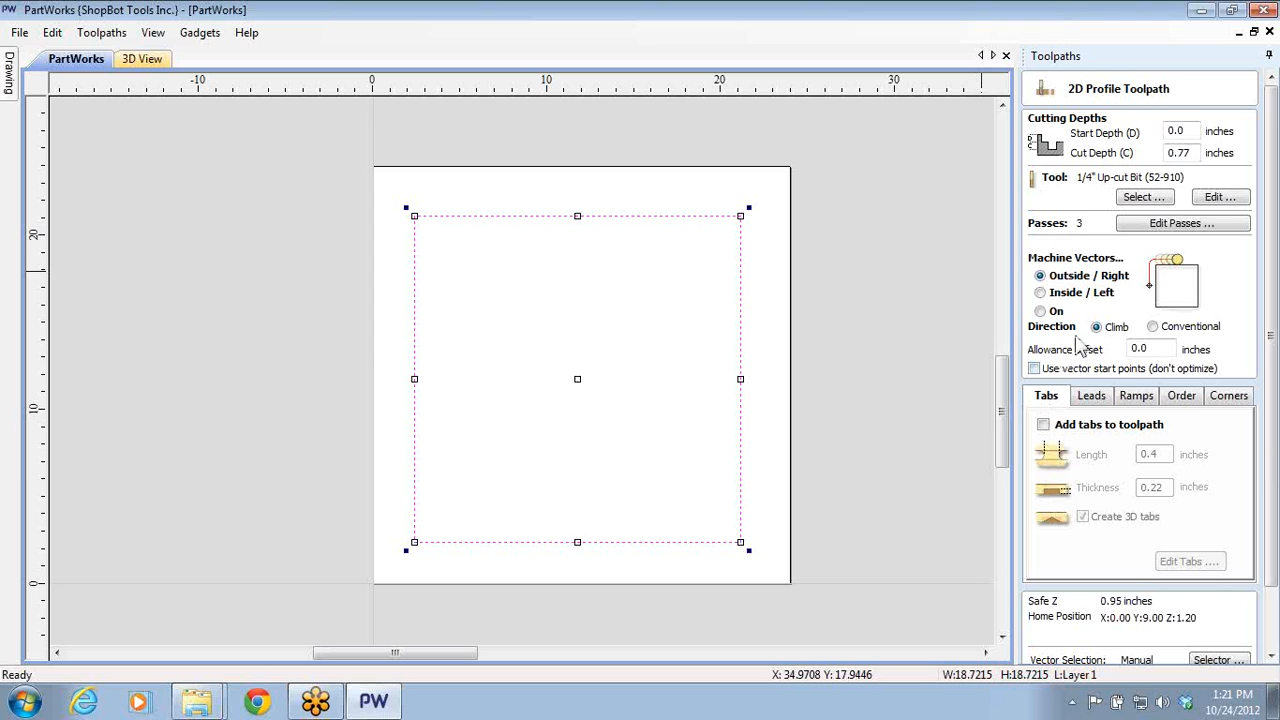 PW PartWorks {ShopBot Tools Inc.} - [PartWorks]
File Edit Toolpaths View Gadgets Help
Drawing
PartWorks 3D View
Toolpaths
-10 0 10 20 30
20
10
0
2D Profile Toolpath
Cutting Depths
Start Depth (D) 0.0 inches
Cut Depth (C) 0.77 inches
Tool: 1/4" Up-cut Bit (52-910)
Select ... Edit ...
Passes: 3 Edit Passes ...
Machine Vectors...
Outside / Right
Inside / Left
On
Direction Climb Conventional
Allowance offset 0.0 inches
Use vector start points (don't optimize)
Tabs Leads Ramps Order Corners
Add tabs to toolpath
Length 0.4 inches
Thickness 0.22 inches
Create 3D tabs
Edit Tabs ....
Safe Z 0.95 inches
Home Position X:0.00 Y:9.00 Z:1.20
Vector Selection: Manual Selector ...
Ready X: 34.9708 Y: 17.9446 W:18.7215 H:18.7215 L:Layer1
PW
1:21 PM
10/24/2012